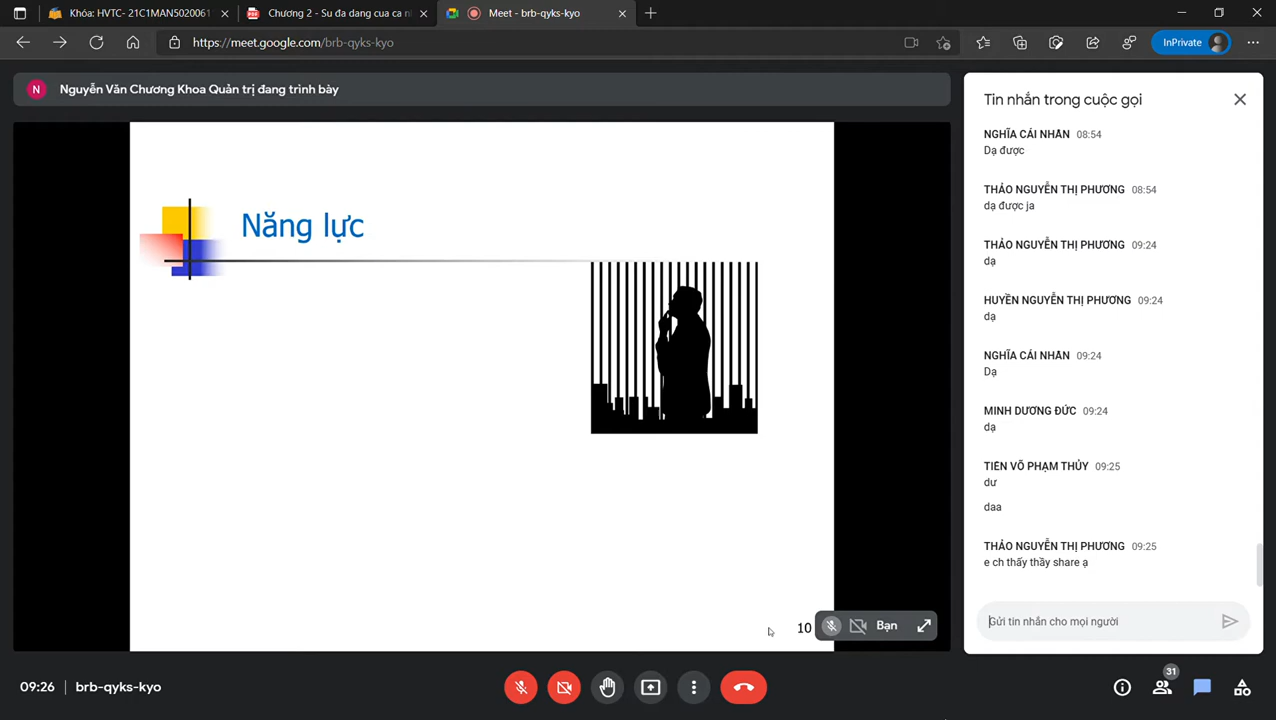 Khóa: HVTC - 21C1MAN5020061
Chương 2 - Su đa dang cua ca n
Meet - brb-qyks-kyo
https://meet.google.com/brb-qyks-kyo
InPrivate
N
Nguyễn Văn Chương Khoa Quản trị đang trình bày
Năng lực
10
Bạn
Tin nhắn trong cuộc gọi
NGHĨA CÁI NHÂN 08:54
Dạ được
THẢO NGUYỄN THỊ PHƯƠNG 08:54
dạ được ja
THẢO NGUYỄN THỊ PHƯƠNG 09:24
dạ
HUYỀN NGUYỄN THỊ PHƯƠNG 09:24
dạ
NGHĨA CÁI NHÂN 09:24
Dạ
MINH DƯƠNG ĐỨC 09:24
dạ
TIÊN VÕ PHẠM THỦY 09:25
dư
daa
THẢO NGUYỄN THỊ PHƯƠNG 09:25
e ch thấy thầy share ạ
Gửi tin nhắn cho mọi người
09:26 | brb-qyks-kyo
31